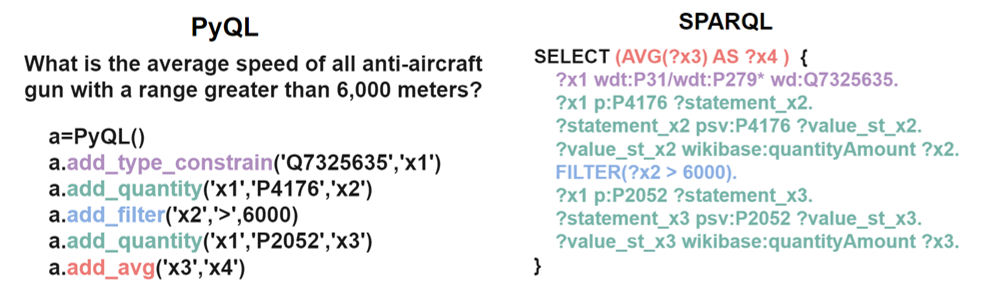 PyQL
What is the average speed of all anti-aircraft
gun with a range greater than 6,000 meters?
a=PyQL()
a.add_type_constrain('Q7325635','x1')
a.add_quantity('x1','P4176','x2')
a.add_filter('x2','>',6000)
a.add_quantity('x1','P2052','x3')
a.add_avg('x3','x4')
SPARQL
SELECT (AVG(?x3) AS ?x4 ) {
?x1 wdt:P31/wdt:P279* wd:Q7325635.
?x1 p:P4176 ?statement_x2.
?statement_x2 psv:P4176 ?value_st_x2.
?value_st_x2 wikibase:quantityAmount ?x2.
FILTER(?x2 > 6000).
?x1 p:P2052 ?statement_x3.
?statement_x3 psv:P2052 ?value_st_x3.
?value_st_x3 wikibase:quantityAmount ?x3.
}